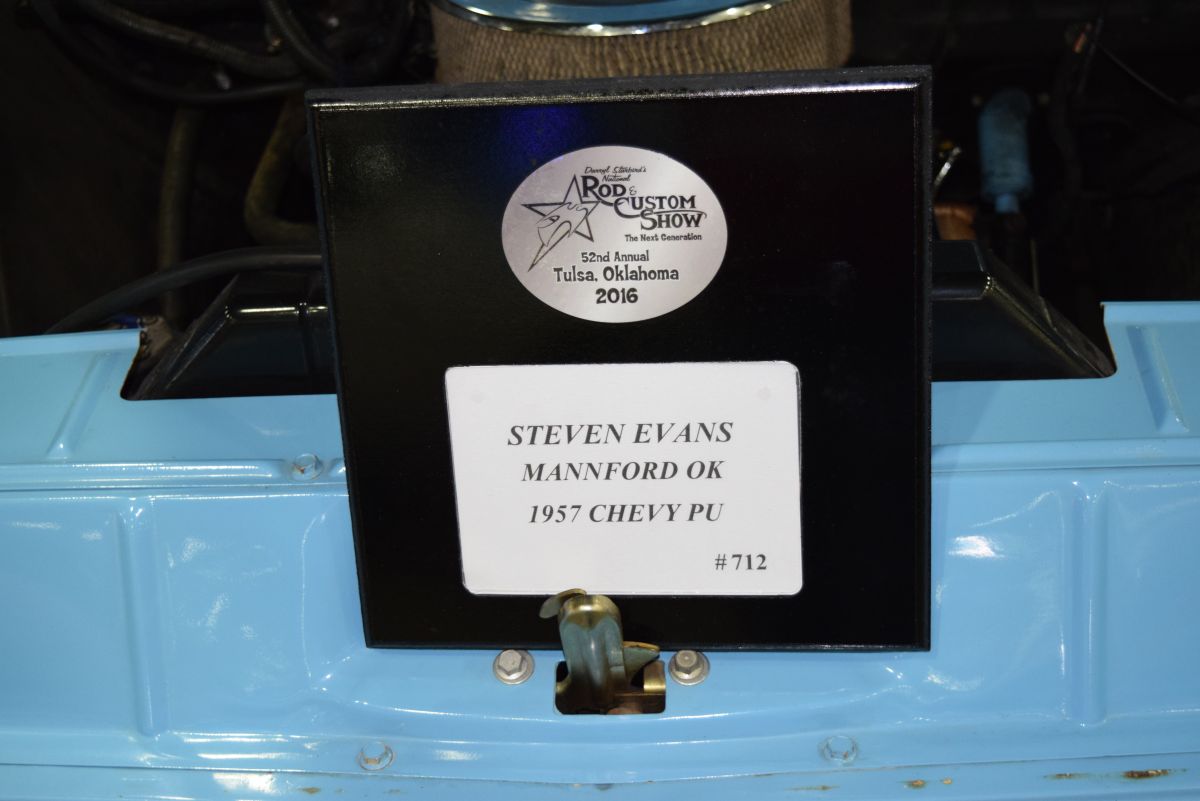 Darryl Starbird's
National
ROD &
CUSTOM
SHOW
The Next Generation
52nd Annual
Tulsa, Oklahoma
2016
STEVEN EVANS
MANNFORD OK
1957 CHEVY PU
# 712